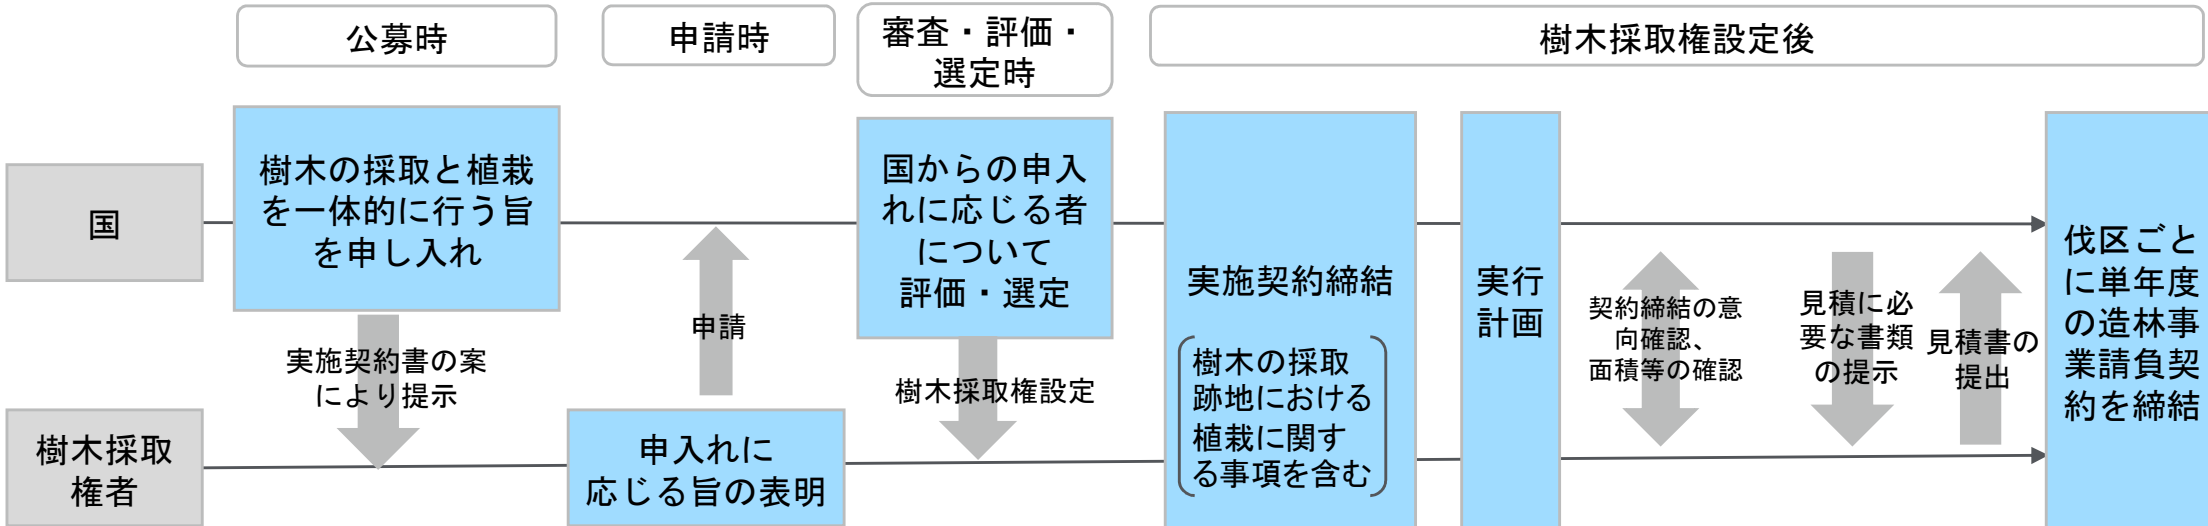 公募時
申請時
審査・評価・
選定時
樹木採取権設定後
国
樹木の採取と植栽
を一体的に行う旨
を申し入れ
国からの申入
れに応じる者
について
評価・選定
実施契約締結
樹木の採取
跡地における
植栽に関す
る事項を含む
実行
計画
契約締結の意
向確認、
面積等の確認
見積に必
要な書類
の提示
見積書の
提出
伐区ごと
に単年度
の造林事
業請負契
約を締結
実施契約書の案
により提示
申請
樹木採取権設定
樹木採取
権者
申入れに
応じる旨の表明